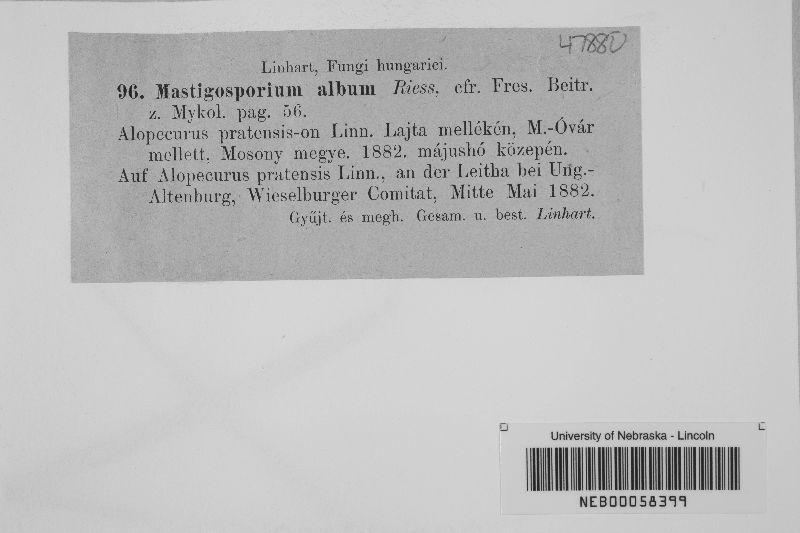 47880
Linhart, Fungi hungarici.
96. Mastigosporium album Riess, cfr. Fres. Beitr.
z. Mykol. pag. 56.
Alopecurus pratensis-on Linn. Lajta mellékén, M.-Óvár
mellett, Mosony megye. 1882. májushó közepén.
Auf Alopecurus pratensis Linn., an der Leitha bei Ung.-
Altenburg, Wieselburger Comitat, Mitte Mai 1882.
Gyűjt. és megh. Gesam. u. best. Linhart.
University of Nebraska - Lincoln
NEB00058399